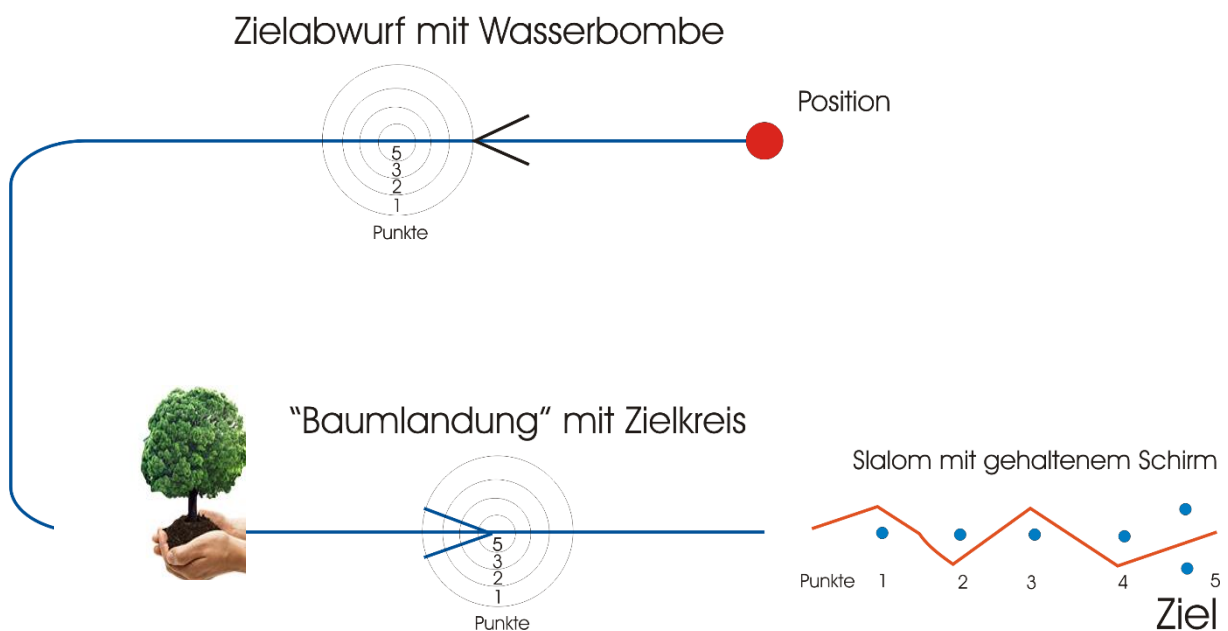 Zielabwurf mit Wasserbombe
Position
5
3
2
1
Punkte
"Baumlandung" mit Zielkreis
Slalom mit gehaltenem Schirm
5
3
2
1
Punkte
Punkte 1 2 3 4 5
Ziel